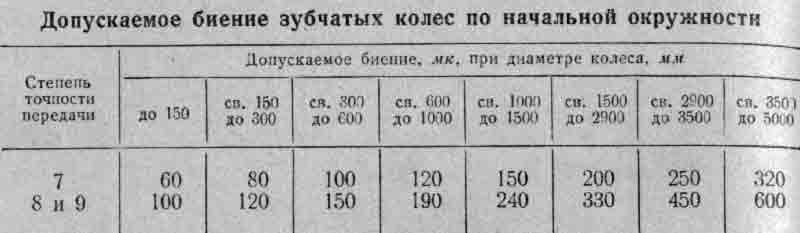 Допускаемое биение зубчатых колес по начальной окружности
Степень точности передачи
Допускаемое биение, мк, при диаметре колеса, мм
до 150
св. 150 до 300
св. 300 до 600
св. 600 до 1000
св. 1000 до 1500
св. 1500 до 2900
св. 2900 до 3500
св. 3500 до 5000
7 60 80 100 120 150 200 250 320
8 и 9 100 120 150 190 240 330 450 600